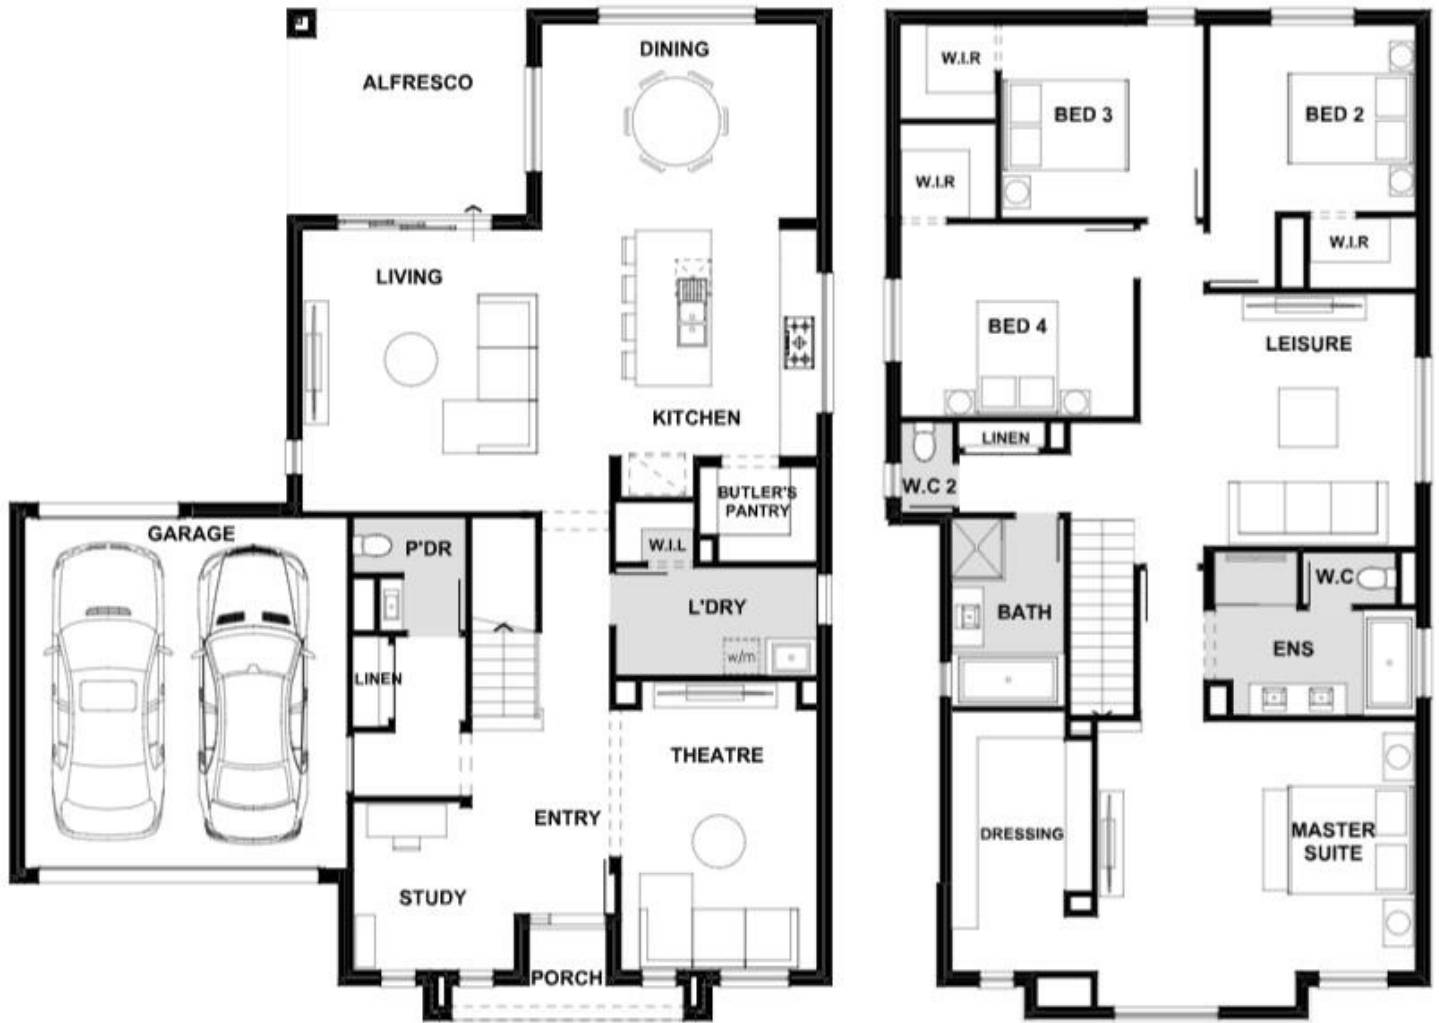 ALFRESCO
DINING
LIVING
KITCHEN
BUTLER'S
PANTRY
GARAGE
P'DR
W.I.L
L'DRY
w/m
LINEN
THEATRE
ENTRY
STUDY
PORCH
W.I.R
BED 3
BED 2
W.I.R
W.I.R
BED 4
LEISURE
LINEN
W.C 2
W.C
BATH
ENS
DRESSING
MASTER
SUITE